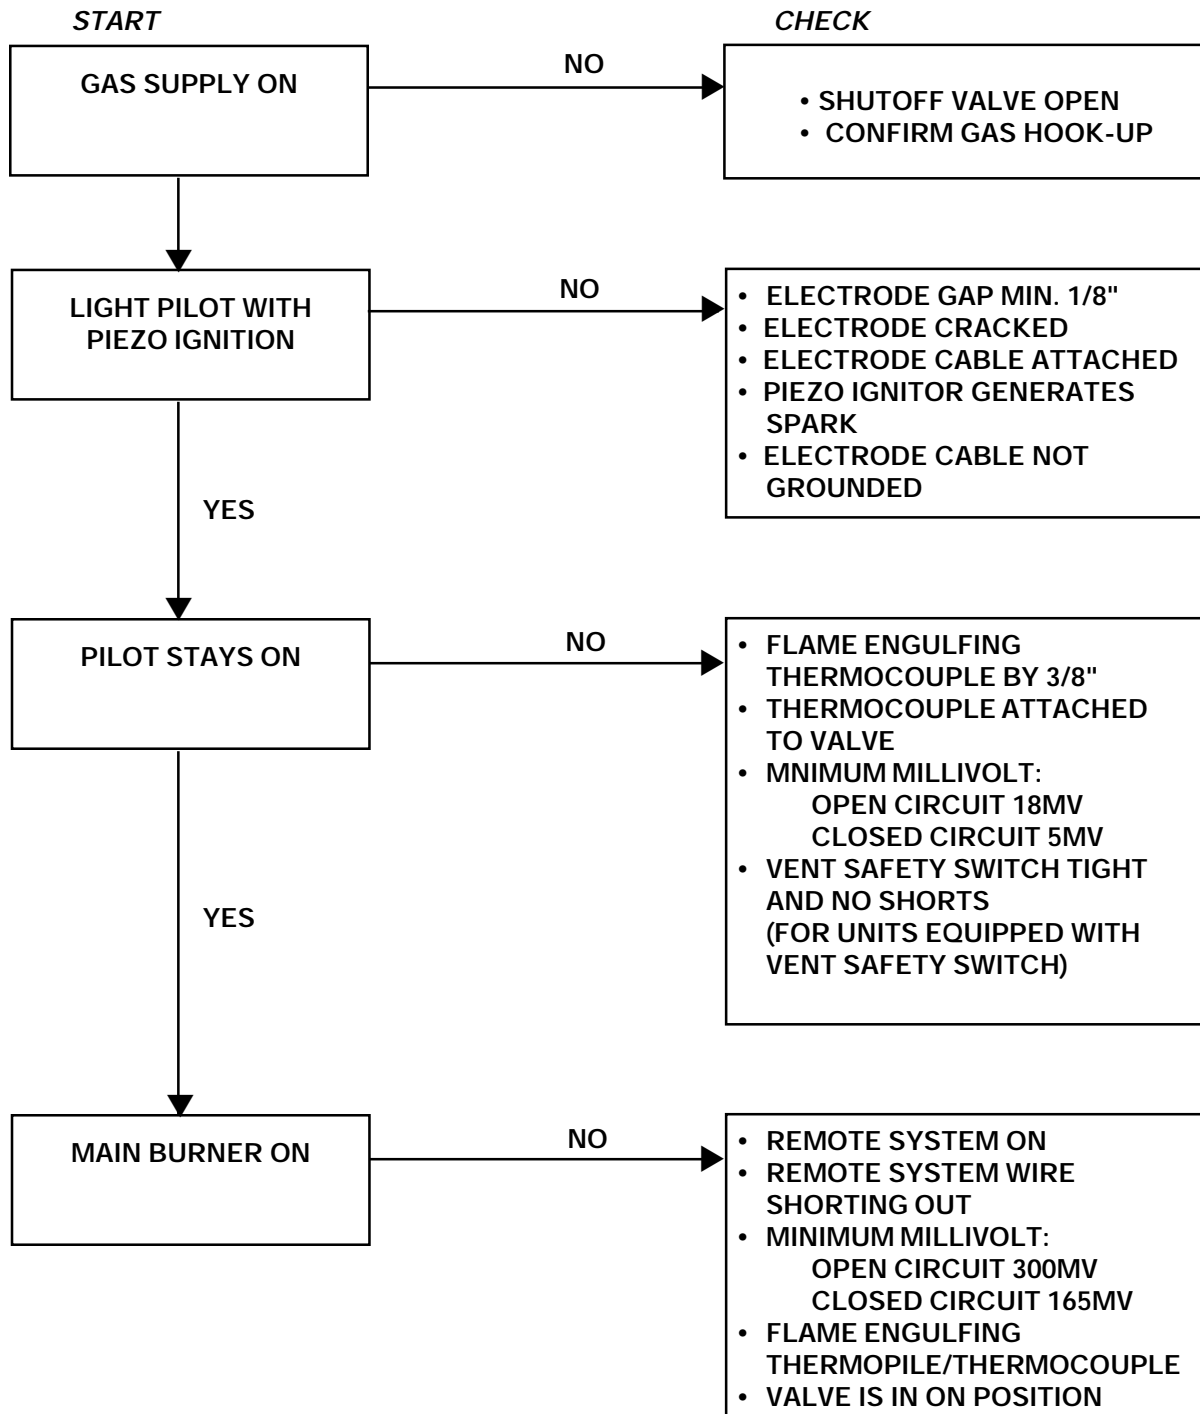 START
CHECK
GAS SUPPLY ON
NO
• SHUTOFF VALVE OPEN
• CONFIRM GAS HOOK-UP
LIGHT PILOT WITH
PIEZO IGNITION
NO
• ELECTRODE GAP MIN. 1/8"
• ELECTRODE CRACKED
• ELECTRODE CABLE ATTACHED
• PIEZO IGNITOR GENERATES
SPARK
• ELECTRODE CABLE NOT
GROUNDED
YES
PILOT STAYS ON
NO
• FLAME ENGULFING
THERMOCOUPLE BY 3/8"
• THERMOCOUPLE ATTACHED
TO VALVE
• MNIMUM MILLIVOLT:
OPEN CIRCUIT 18MV
CLOSED CIRCUIT 5MV
• VENT SAFETY SWITCH TIGHT
AND NO SHORTS
(FOR UNITS EQUIPPED WITH
VENT SAFETY SWITCH)
YES
MAIN BURNER ON
NO
• REMOTE SYSTEM ON
• REMOTE SYSTEM WIRE
SHORTING OUT
• MINIMUM MILLIVOLT:
OPEN CIRCUIT 300MV
CLOSED CIRCUIT 165MV
• FLAME ENGULFING
THERMOPILE/THERMOCOUPLE
• VALVE IS IN ON POSITION